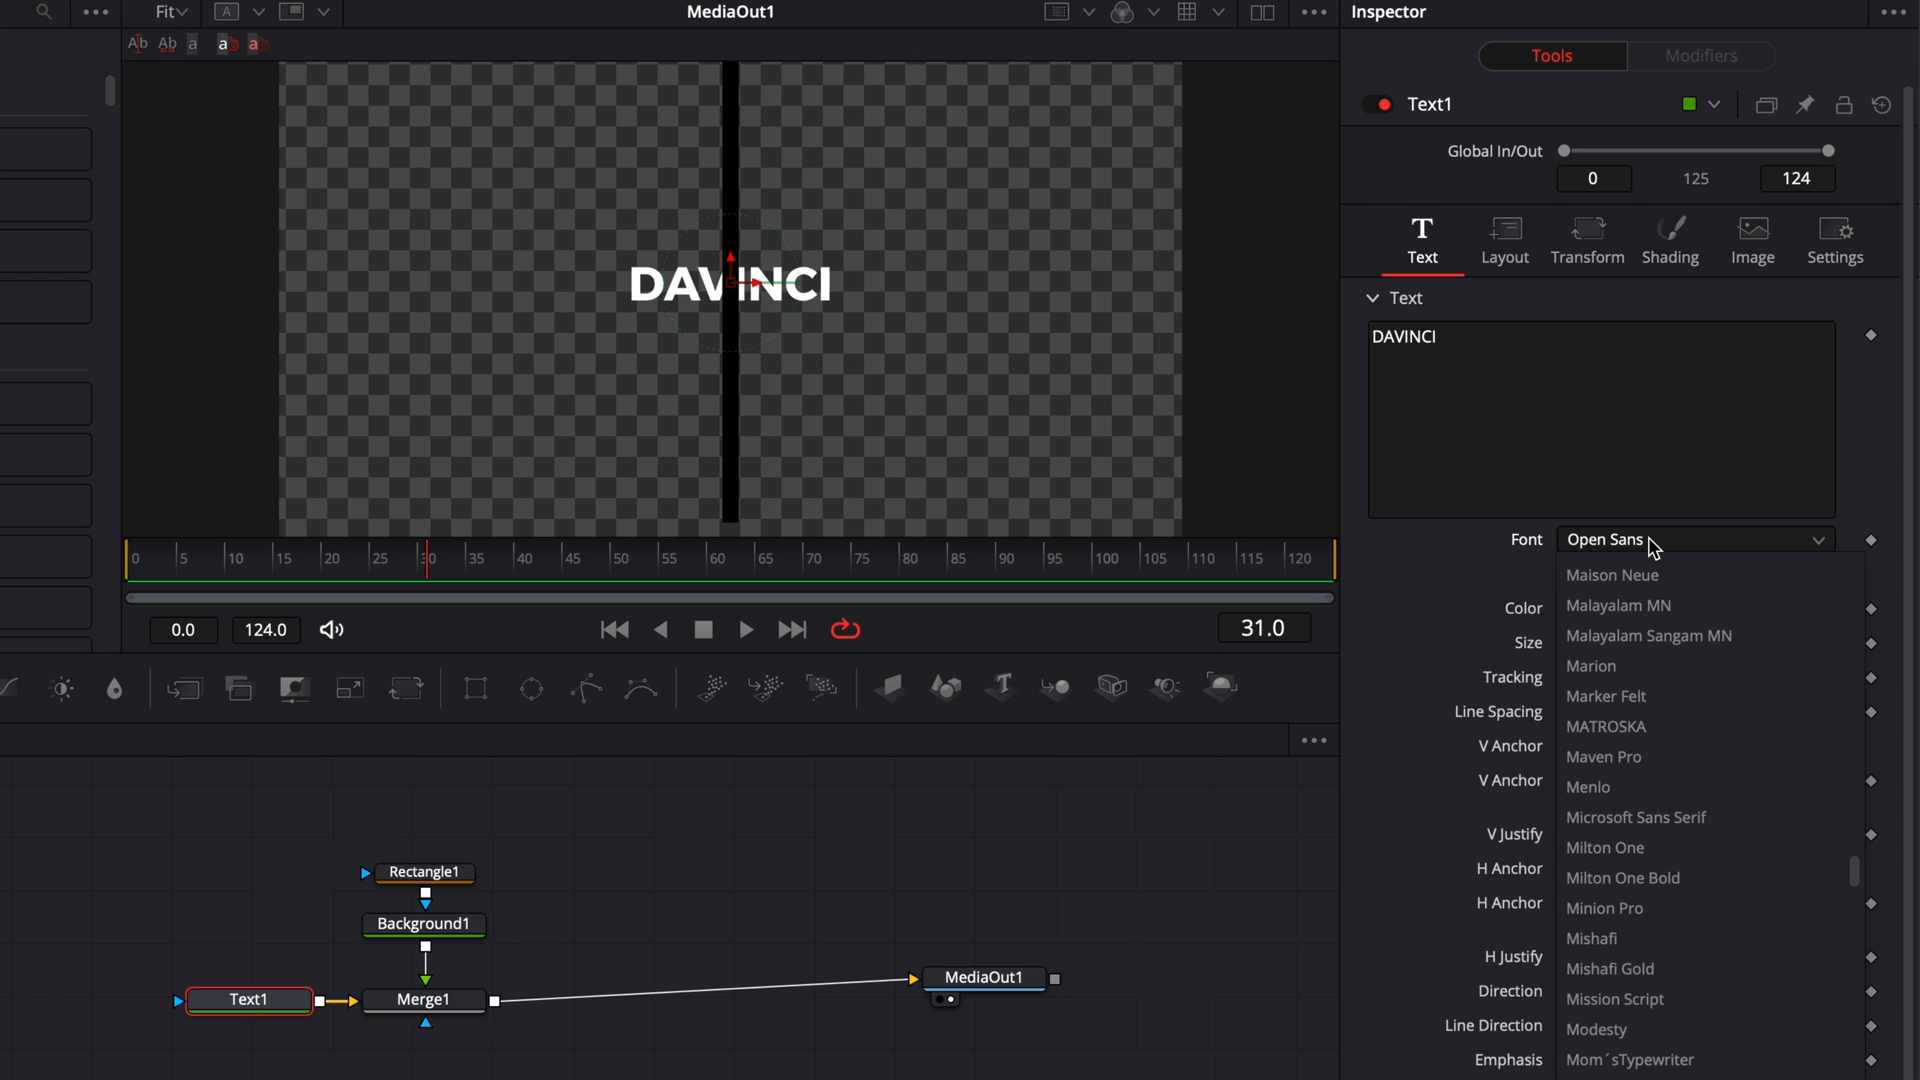 Fit
A
MediaOut1
Inspector
Ab Ab a a a
Tools
Modifiers
Text1
Global In/Out
0 125 124
Text Layout Transform Shading Image Settings
Text
DAVINCI
DAVINCI
Font Open Sans
Maison Neue
Color Malayalam MN
Size Malayalam Sangam MN
Marion
Tracking Marker Felt
Line Spacing MATROSKA
V Anchor Maven Pro
V Anchor Menlo
Microsoft Sans Serif
V Justify Milton One
H Anchor Milton One Bold
H Anchor Minion Pro
Mishafi
H Justify Mishafi Gold
Direction Mission Script
Line Direction Modesty
Emphasis Mom´sTypewriter
0 5 10 15 20 25 30 35 40 45 50 55 60 65 70 75 80 85 90 95 100 105 110 115 120
0.0 124.0 31.0
T
Rectangle1
Background1
Text1 Merge1 MediaOut1